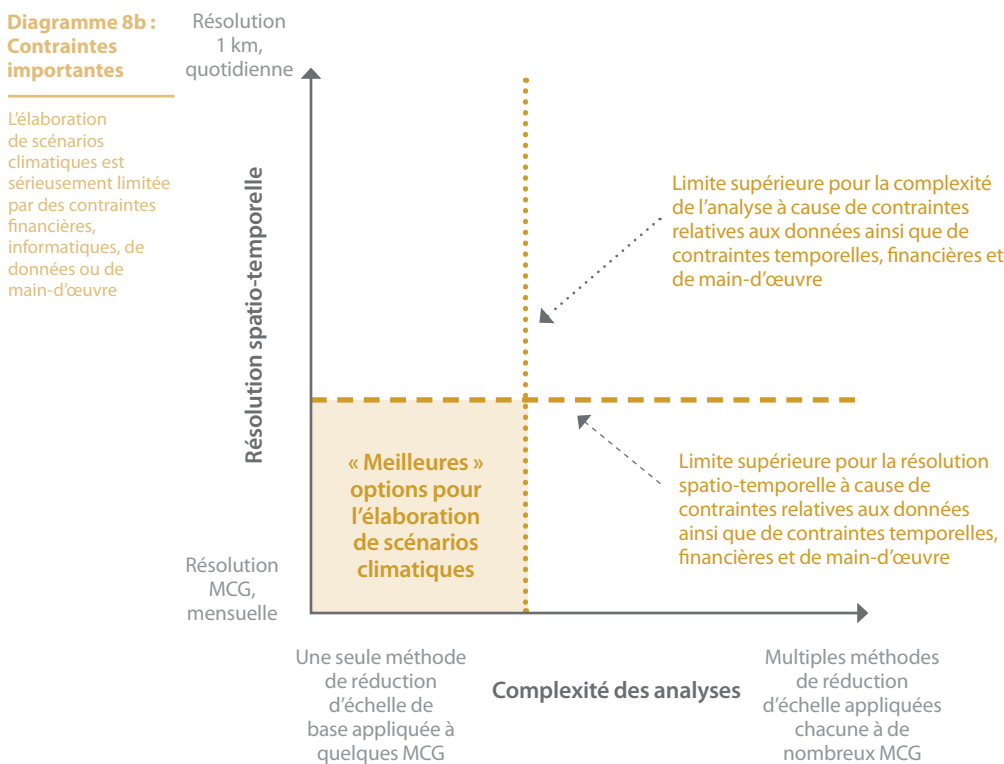 Diagramme 8b :
Contraintes
importantes
L'élaboration
de scénarios
climatiques est
sérieusement limitée
par des contraintes
financières,
informatiques, de
données ou de
main-d'œuvre
Résolution
1 km,
quotidienne
Résolution spatio-temporelle
Résolution
MCG,
mensuelle
Limite supérieure pour la complexité
de l'analyse à cause de contraintes
relatives aux données ainsi que de
contraintes temporelles, financières et
de main-d'œuvre
« Meilleures »
options pour
l'élaboration
de scénarios
climatiques
Limite supérieure pour la résolution
spatio-temporelle à cause de
contraintes relatives aux données
ainsi que de contraintes temporelles,
financières et de main-d'œuvre
Une seule méthode
de réduction
d'échelle de
base appliquée à
quelques MCG
Complexité des analyses
Multiples méthodes
de réduction
d'échelle appliquées
chacune à de
nombreux MCG